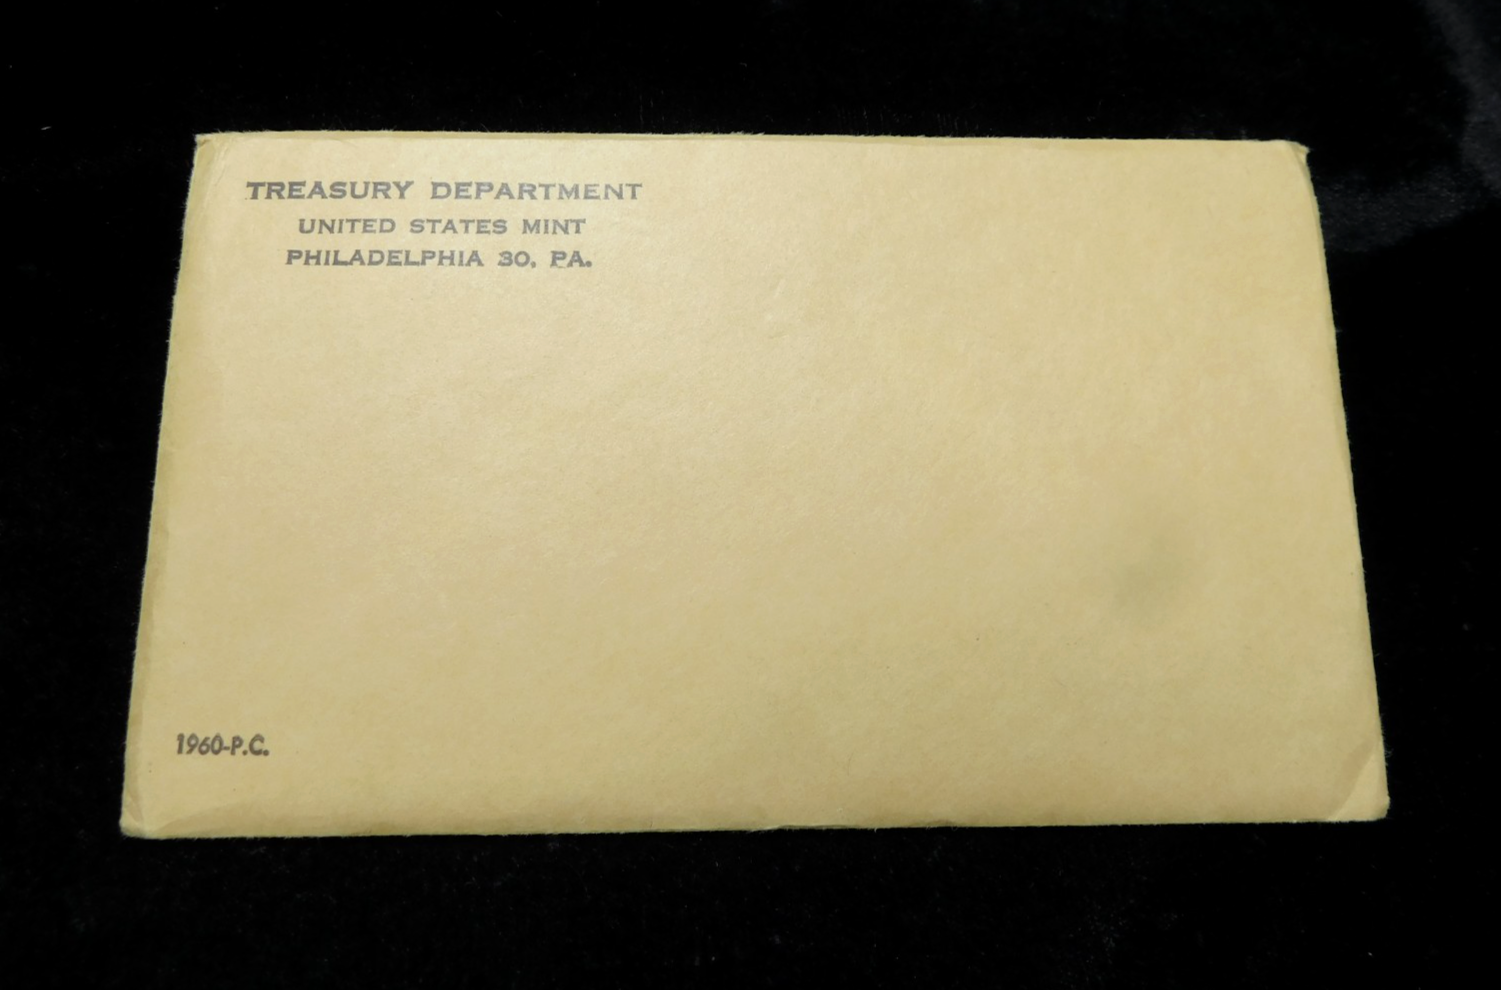 TREASURY DEPARTMENT
UNITED STATES MINT
PHILADELPHIA 30, PA.
1960-P.C.